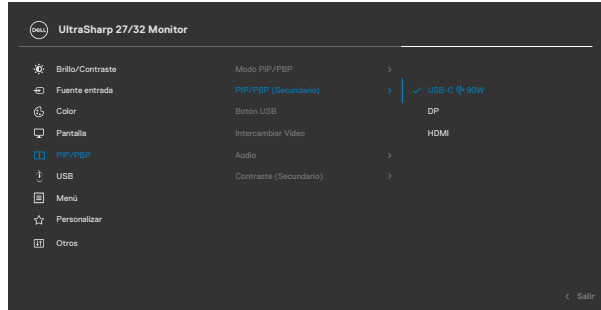 DELL UltraSharp 27/32 Monitor
Brillo/Contraste
Fuente entrada
Color
Pantalla
PIP/PBP
USB
Menú
Personalizar
Otros
Modo PIP/PBP
PIP/PBP (Secundario)
Botón USB
Intercambiar Vídeo
Audio
Contraste (Secundario)
USB-C 90W
DP
HDMI
Salir